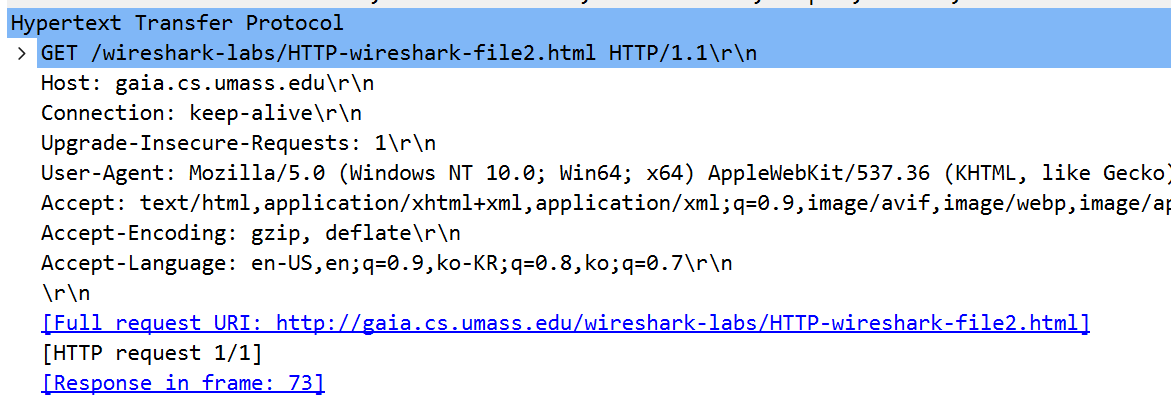 Hypertext Transfer Protocol
GET /wireshark-labs/HTTP-wireshark-file2.html HTTP/1.1\r\n
Host: gaia.cs.umass.edu\r\n
Connection: keep-alive\r\n
Upgrade-Insecure-Requests: 1\r\n
User-Agent: Mozilla/5.0 (Windows NT 10.0; Win64; x64) AppleWebKit/537.36 (KHTML, like Gecko)
Accept: text/html,application/xhtml+xml,application/xml;q=0.9,image/avif,image/webp,image/ap
Accept-Encoding: gzip, deflate\r\n
Accept-Language: en-US,en;q=0.9,ko-KR;q=0.8,ko;q=0.7\r\n
\r\n
[Full request URI: http://gaia.cs.umass.edu/wireshark-labs/HTTP-wireshark-file2.html]
[HTTP request 1/1]
[Response in frame: 73]